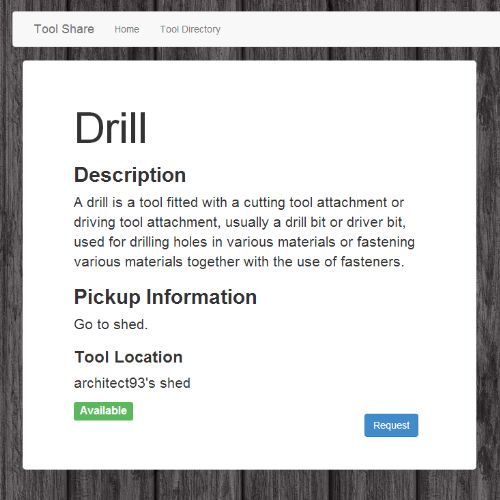 Tool Share Home Tool Directory
Drill
Description
A drill is a tool fitted with a cutting tool attachment or
driving tool attachment, usually a drill bit or driver bit,
used for drilling holes in various materials or fastening
various materials together with the use of fasteners.
Pickup Information
Go to shed.
Tool Location
architect93's shed
Available
Request